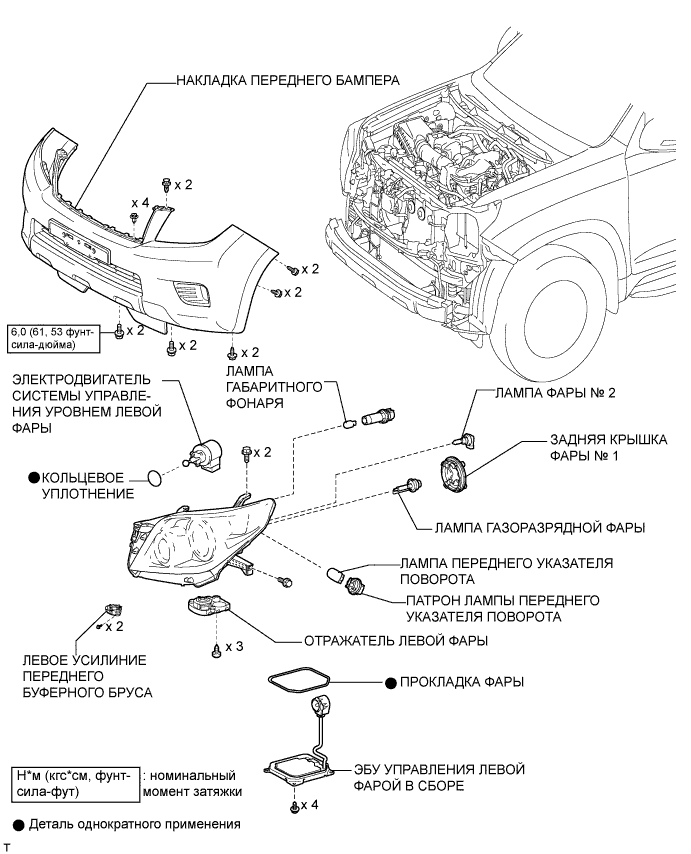 НАКЛАДКА ПЕРЕДНЕГО БАМПЕРА
x 2
x 4
x 2
x 2
6,0 (61, 53 фунт-
сила-дюйма)
x 2
x 2
x 2
ЭЛЕКТРОДВИГАТЕЛЬ
СИСТЕМЫ УПРАВЛЕ-
НИЯ УРОВНЕМ ЛЕВОЙ
ФАРЫ
ЛАМПА
ГАБАРИТНОГО
ФОНАРЯ
ЛАМПА ФАРЫ № 2
ЗАДНЯЯ КРЫШКА
ФАРЫ № 1
x 2
КОЛЬЦЕВОЕ
УПЛОТНЕНИЕ
ЛАМПА ГАЗОРАЗРЯДНОЙ ФАРЫ
ЛАМПА ПЕРЕДНЕГО УКАЗАТЕЛЯ
ПОВОРОТА
ПАТРОН ЛАМПЫ ПЕРЕДНЕГО
УКАЗАТЕЛЯ ПОВОРОТА
x 2
x 3
ОТРАЖАТЕЛЬ ЛЕВОЙ ФАРЫ
ЛЕВОЕ УСИЛИНИЕ
ПЕРЕДНЕГО
БУФЕРНОГО БРУСА
ПРОКЛАДКА ФАРЫ
ЭБУ УПРАВЛЕНИЯ ЛЕВОЙ
ФАРОЙ В СБОРЕ
x 4
Н*м (кгс*см, фунт-
сила-фут)
: номинальный
момент затяжки
Деталь однократного применения
T